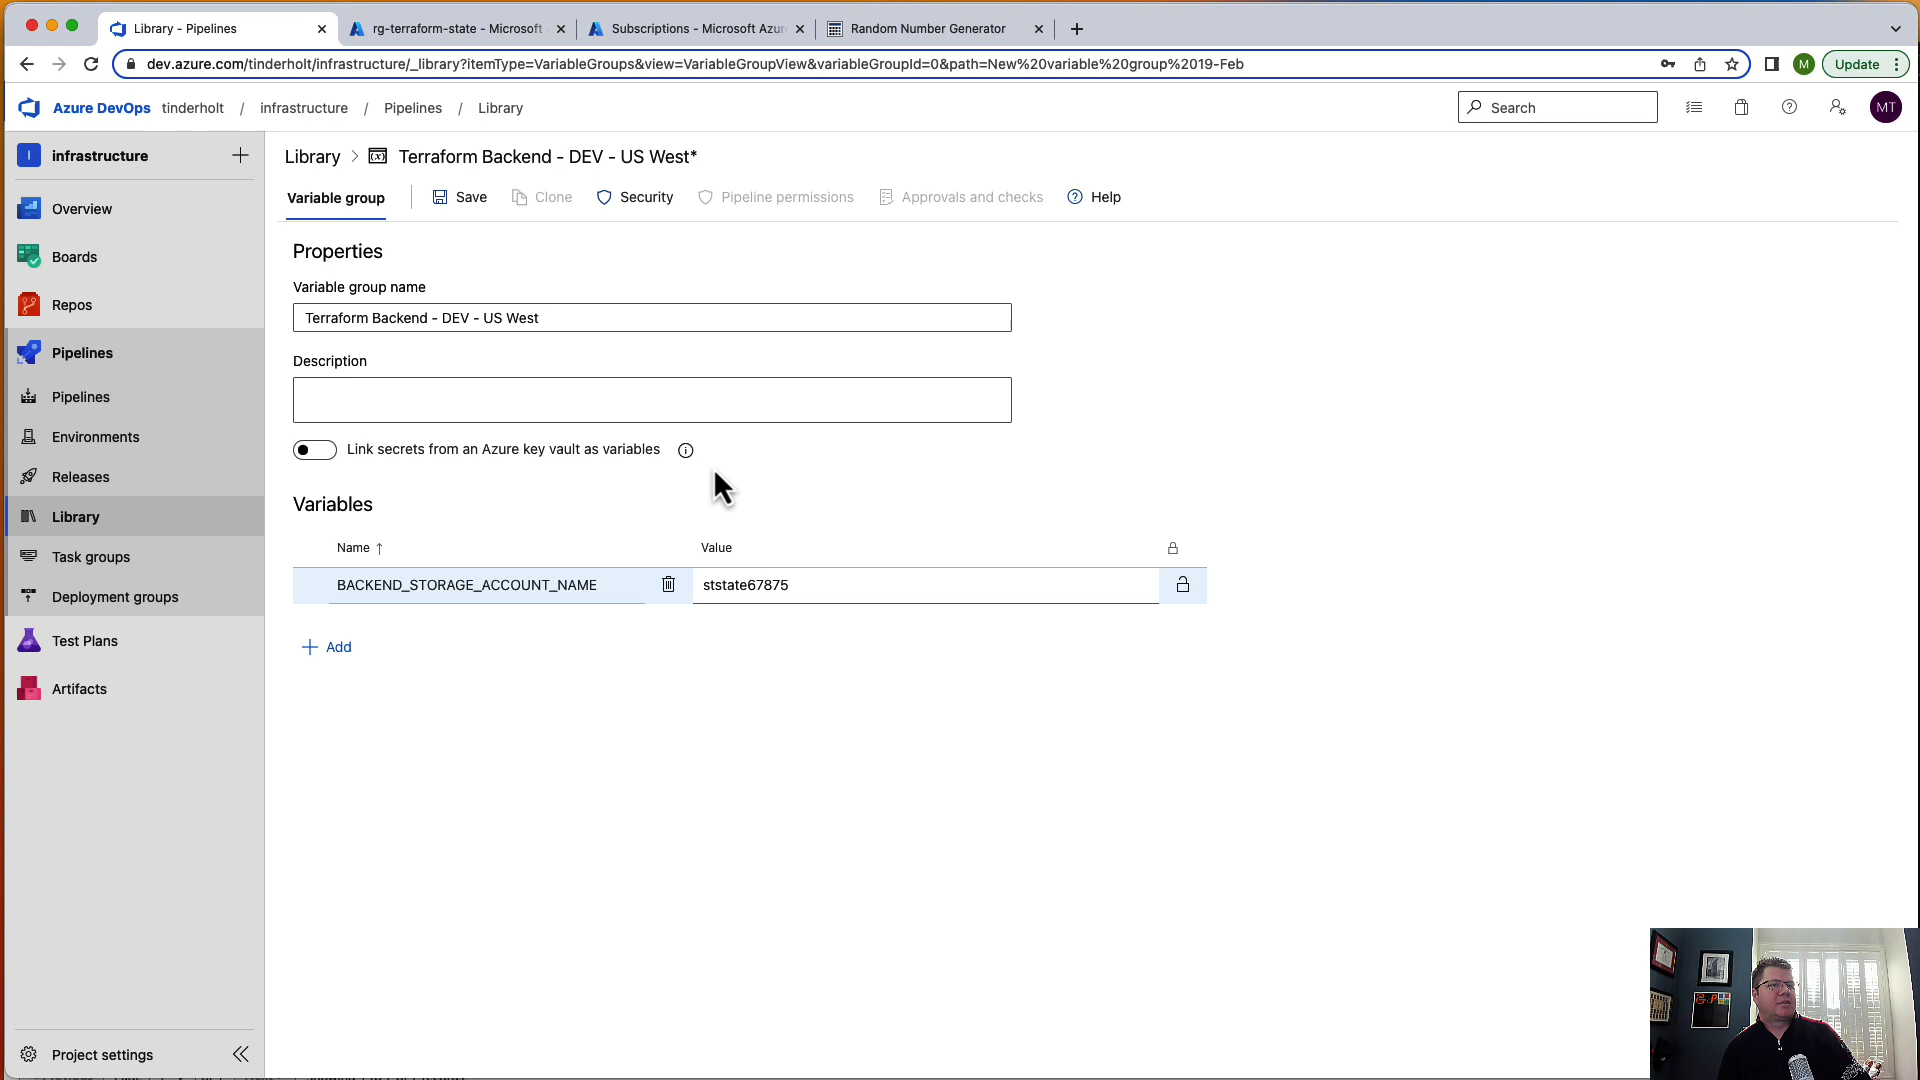 Library - Pipelines
rg-terraform-state - Microsoft
Subscriptions - Microsoft Azur
Random Number Generator
dev.azure.com/tinderholt/infrastructure/_library?itemType=VariableGroups&view=VariableGroupView&variableGroupId=0&path=New%20variable%20group%2019-Feb
M
Update
Azure DevOps tinderholt / infrastructure / Pipelines / Library
Search
MT
I infrastructure
Library > Terraform Backend - DEV - US West*
Variable group Save Clone Security Pipeline permissions Approvals and checks Help
Overview
Boards
Repos
Pipelines
Pipelines
Environments
Releases
Library
Task groups
Deployment groups
Test Plans
Artifacts
Project settings
Properties
Variable group name
Terraform Backend - DEV - US West
Description
Link secrets from an Azure key vault as variables
Variables
Name ↑ Value
BACKEND_STORAGE_ACCOUNT_NAME ststate67875
+ Add